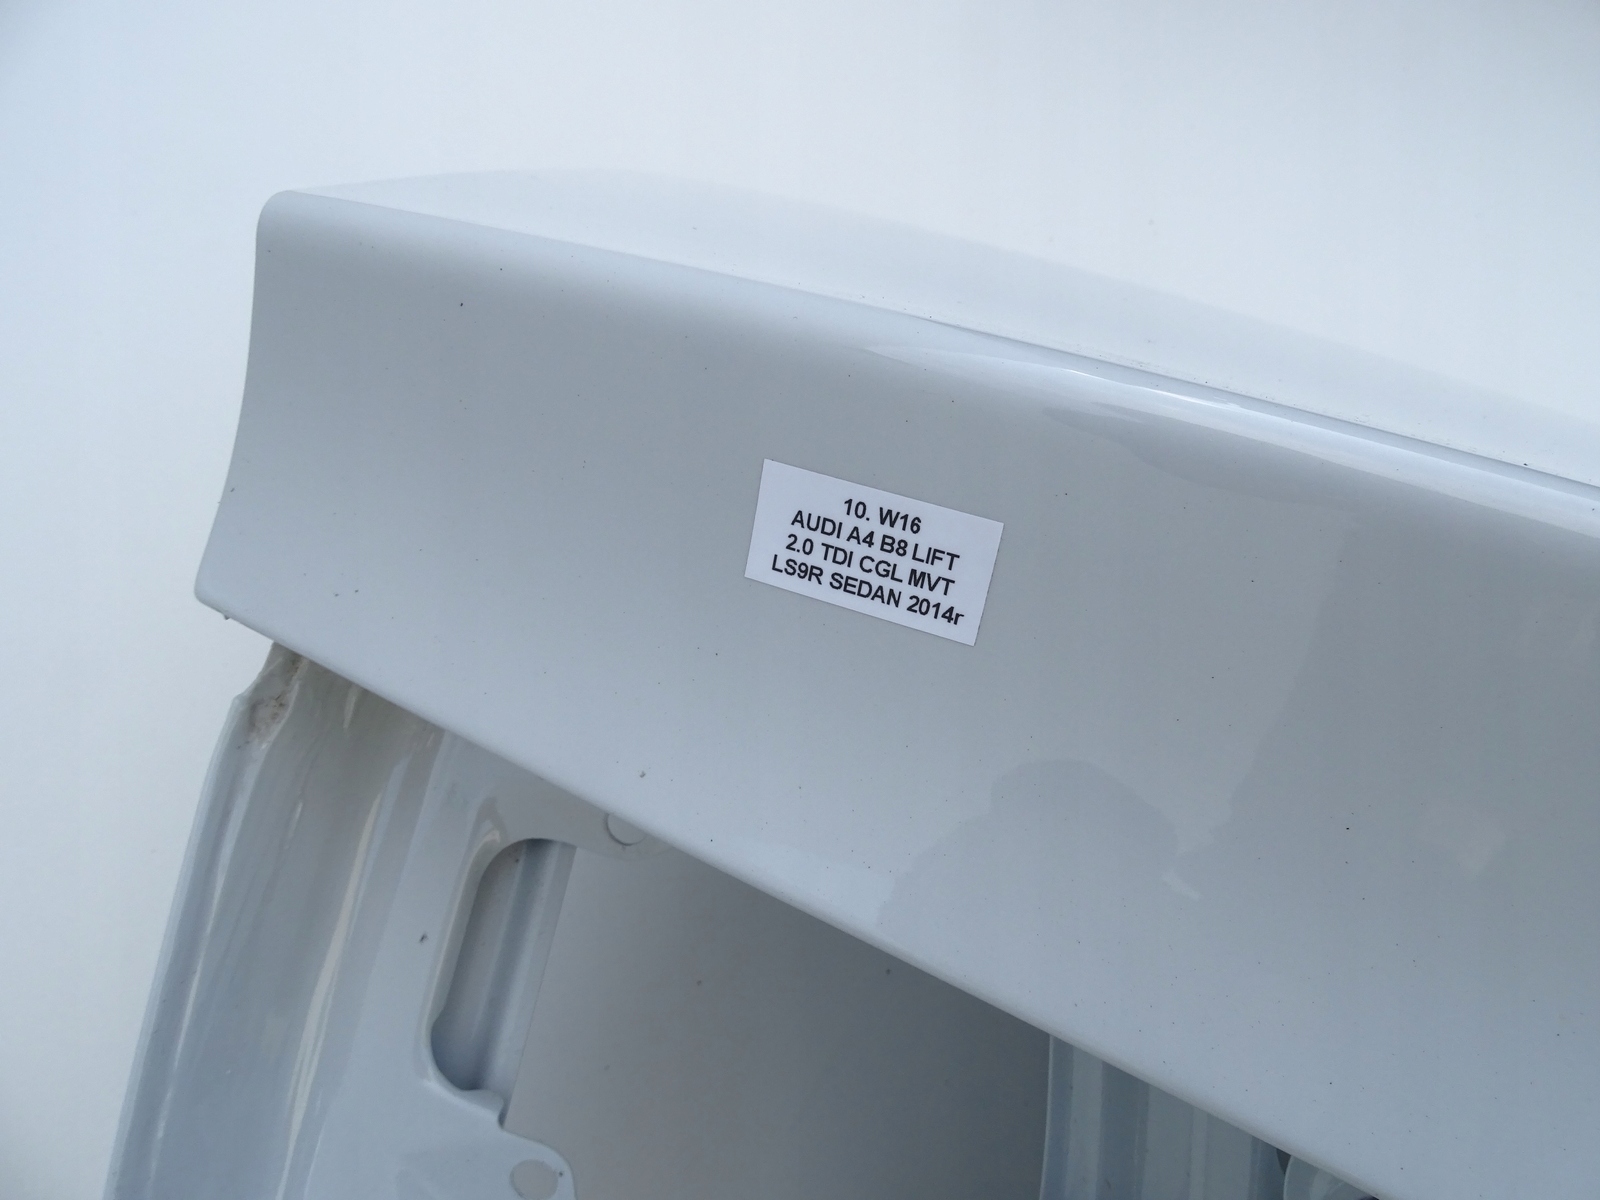 10. W16
AUDI A4 B8 LIFT
2.0 TDI CGL MVT
LS9R SEDAN 2014r